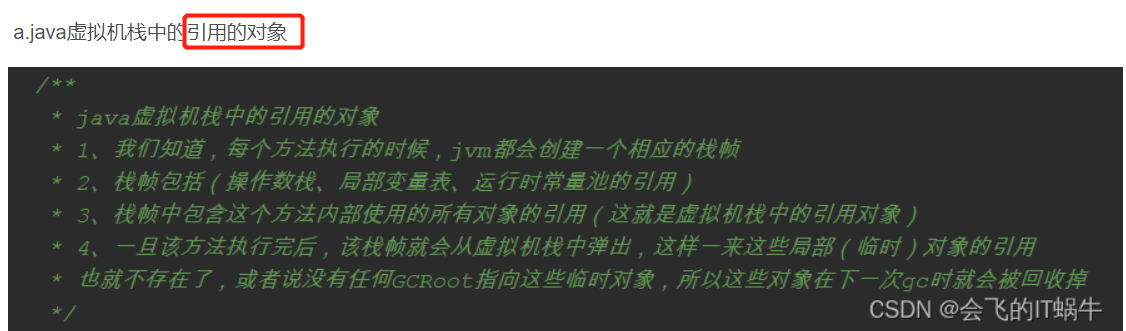 a.java虚拟机栈中的引用的对象
/**
* java虚拟机栈中的引用的对象
* 1、我们知道，每个方法执行的时候，jvm都会创建一个相应的栈帧
* 2、栈帧包括（操作数栈、局部变量表、运行时常量池的引用）
* 3、栈帧中包含这个方法内部使用的所有对象的引用（这就是虚拟机栈中的引用对象）
* 4、一旦该方法执行完后，该栈帧就会从虚拟机栈中弹出，这样一来这些局部（临时）对象的引用
* 也就不存在了，或者说没有任何GCRoot指向这些临时对象，所以这些对象在下一次gc时就会被回收掉
*/
CSDN @会飞的IT蜗牛